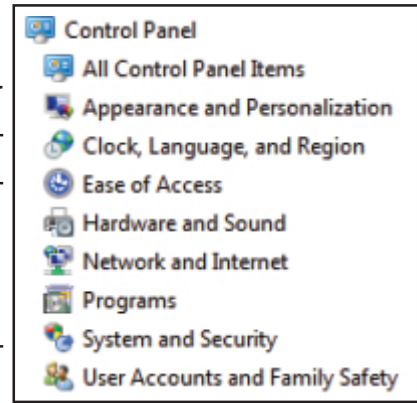 Control Panel
All Control Panel Items
Appearance and Personalization
Clock, Language, and Region
Ease of Access
Hardware and Sound
Network and Internet
Programs
System and Security
User Accounts and Family Safety